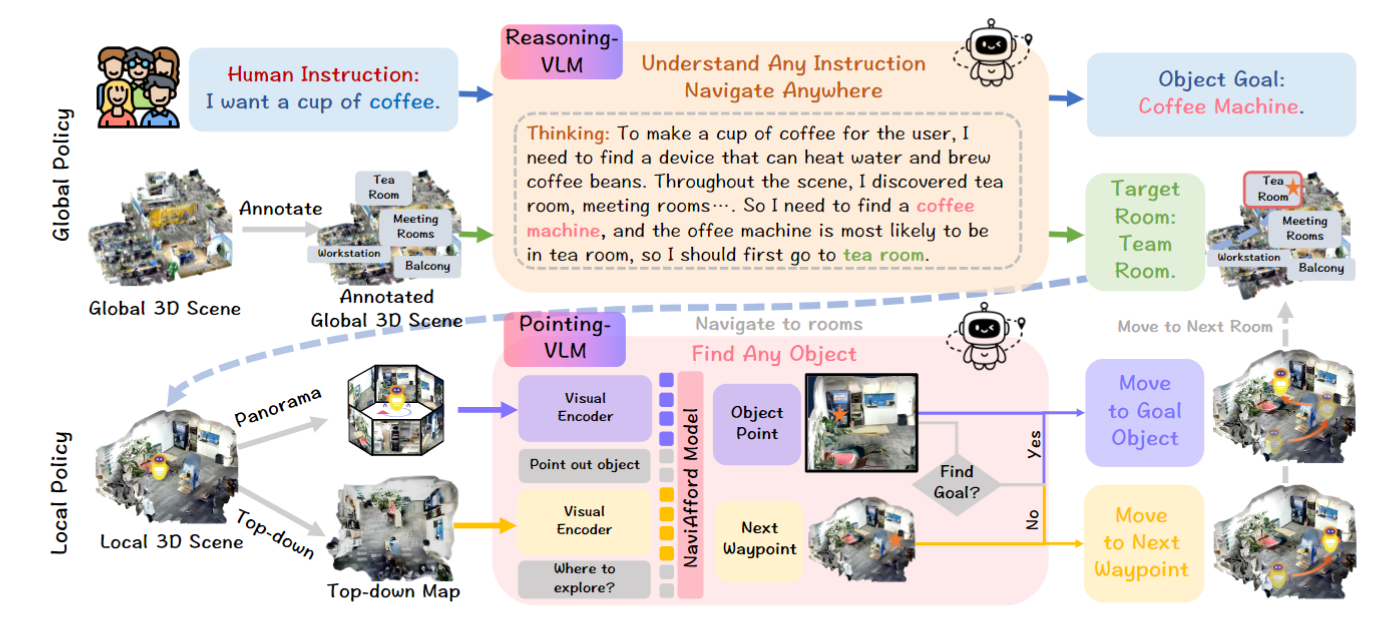 Global Policy
Human Instruction:
I want a cup of coffee.
Reasoning-
VLM
Understand Any Instruction
Navigate Anywhere
Thinking: To make a cup of coffee for the user, I
need to find a device that can heat water and brew
coffee beans. Throughout the scene, I discovered tea
room, meeting rooms···. So I need to find a coffee
machine, and the offee machine is most likely to be
in tea room, so I should first go to tea room.
Object Goal:
Coffee Machine.
Global 3D Scene
Annotate
Tea
Room
Meeting
Rooms
Workstation
Balcony
Annotated
Global 3D Scene
Target
Room:
Team
Room.
Tea
Room
Meeting
Rooms
Workstation
Balcony
Move to Next Room
Local Policy
Local 3D Scene
Panorama
Top-down
Top-down Map
Pointing-
VLM
Navigate to rooms
Find Any Object
Visual
Encoder
Point out object
Visual
Encoder
Where to
explore?
NaviAfford Model
Object
Point
Next
Waypoint
Find
Goal?
Yes
No
Move
to Goal
Object
Move
to Next
Waypoint